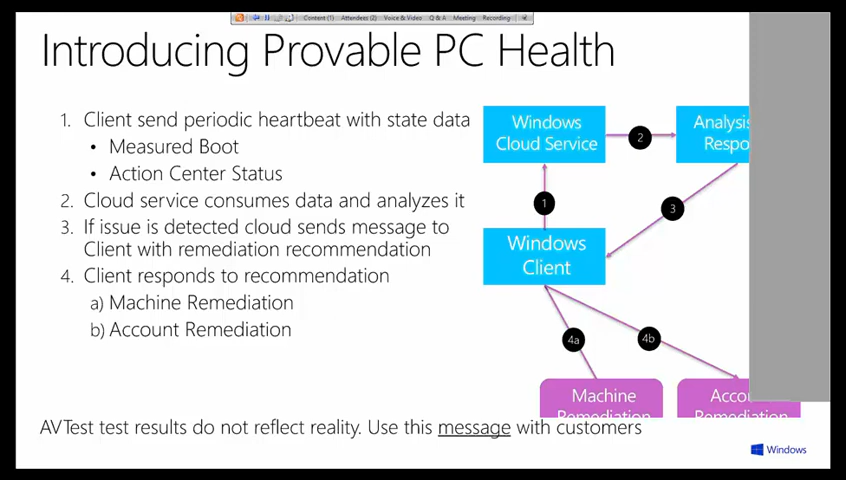 Content (1) Attendees (2) Voice & Video Q & A Meeting Recording
Introducing Provable PC Health
1. Client send periodic heartbeat with state data
• Measured Boot
• Action Center Status
2. Cloud service consumes data and analyzes it
3. If issue is detected cloud sends message to
Client with remediation recommendation
4. Client responds to recommendation
a) Machine Remediation
b) Account Remediation
Windows
Cloud Service
2
Analysis
Respo
1
3
Windows
Client
4a
4b
Machine
Remediation
Accou
Remediation
AVTest test results do not reflect reality. Use this message with customers
Windows